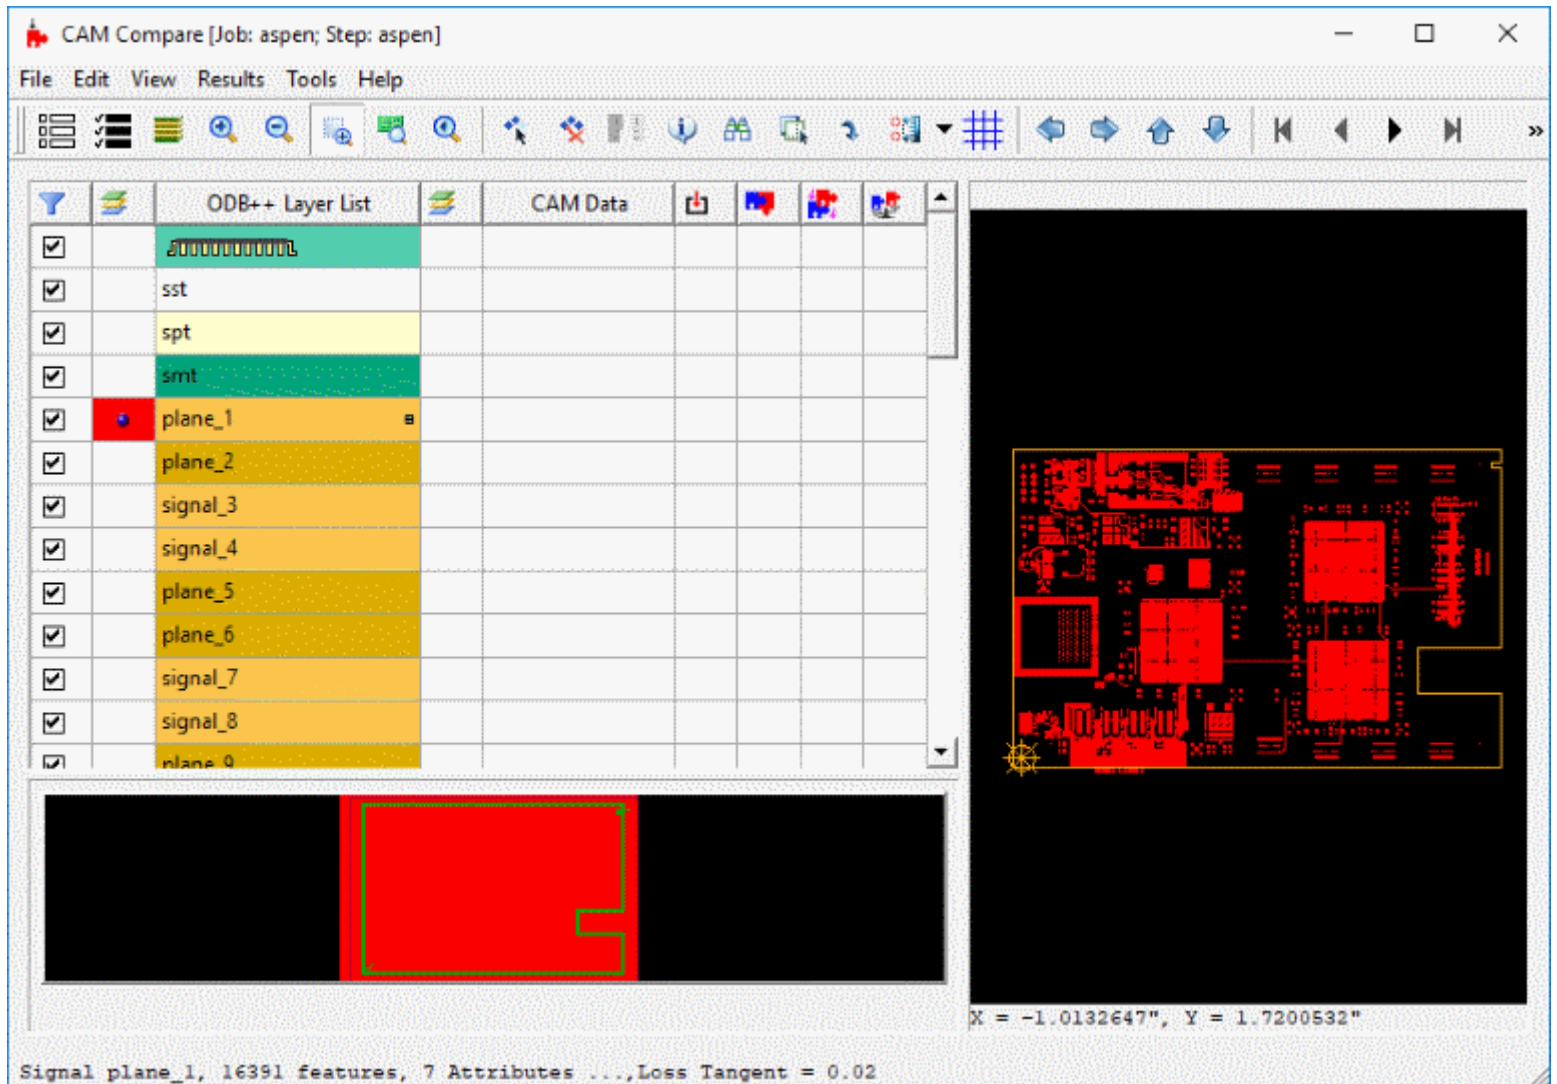 CAM Compare [Job: aspen; Step: aspen]
File Edit View Results Tools Help
»
ODB++ Layer List CAM Data
sst
spt
smt
plane_1
plane_2
signal_3
signal_4
plane_5
plane_6
signal_7
signal_8
plane_9
X = -1.0132647", Y = 1.7200532"
Signal plane_1, 16391 features, 7 Attributes ...,Loss Tangent = 0.02